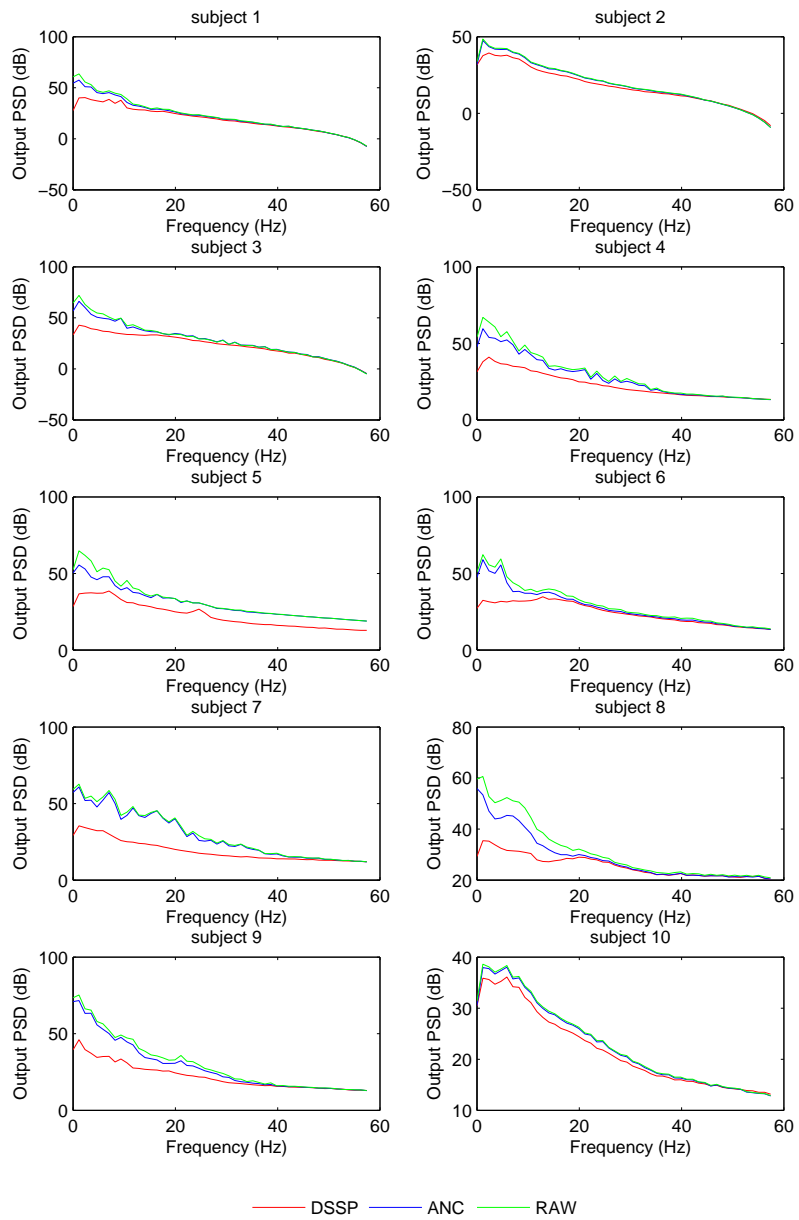 subject 1
Output PSD (dB)
100
50
0
−50
0 20 40 60
Frequency (Hz)
subject 2
Output PSD (dB)
50
0
−50
0 20 40 60
Frequency (Hz)
subject 3
Output PSD (dB)
100
50
0
−50
0 20 40 60
Frequency (Hz)
subject 4
Output PSD (dB)
100
50
0
0 20 40 60
Frequency (Hz)
subject 5
Output PSD (dB)
100
50
0
0 20 40 60
Frequency (Hz)
subject 6
Output PSD (dB)
100
50
0
0 20 40 60
Frequency (Hz)
subject 7
Output PSD (dB)
100
50
0
0 20 40 60
Frequency (Hz)
subject 8
Output PSD (dB)
80
60
40
20
0 20 40 60
Frequency (Hz)
subject 9
Output PSD (dB)
100
50
0
0 20 40 60
Frequency (Hz)
subject 10
Output PSD (dB)
40
30
20
10
0 20 40 60
Frequency (Hz)
DSSP ANC RAW